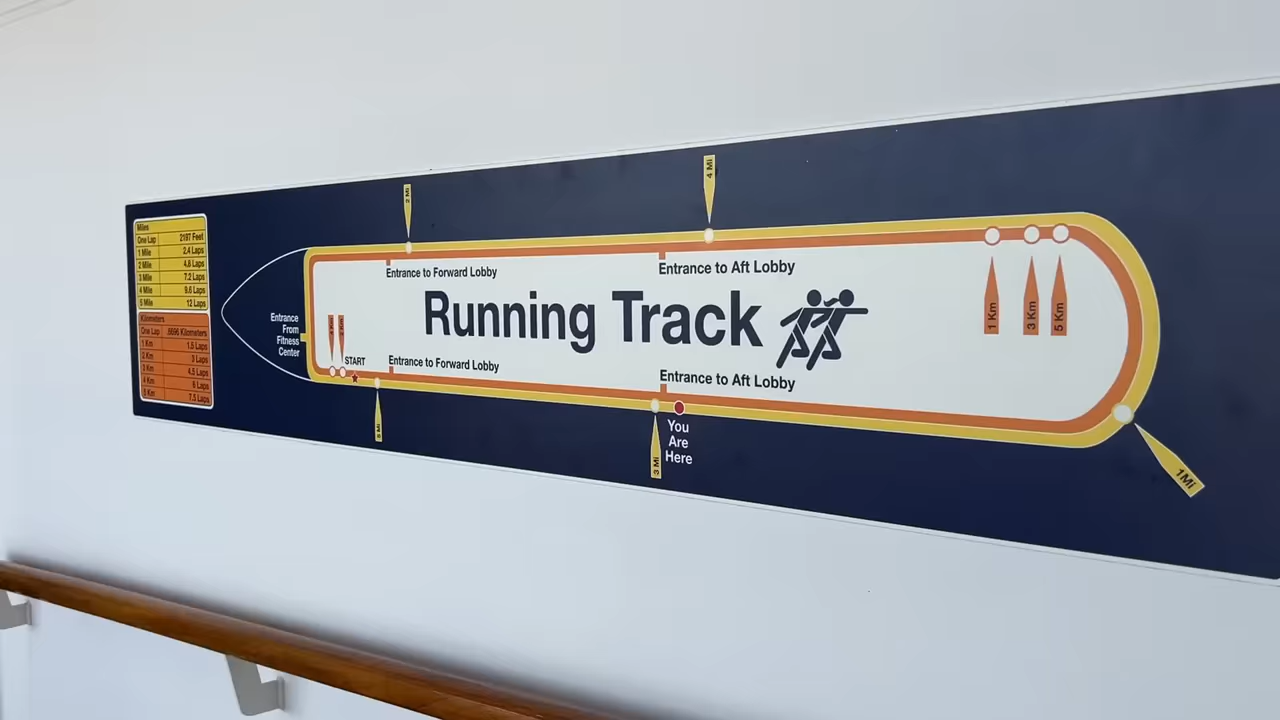 Miles
One Lap 2197 Feet
1 Mile 2.4 Laps
2 Mile 4.8 Laps
3 Mile 7.2 Laps
4 Mile 9.6 Laps
5 Mile 12 Laps
Kilometers
One Lap .6696 Kilometers
1 Km 1.5 Laps
2 Km 3 Laps
3 Km 4.5 Laps
4 Km 6 Laps
5 Km 7.5 Laps
2 Mi
4 Mi
Entrance to Forward Lobby
Entrance to Aft Lobby
Running Track
Entrance
From
Fitness
Center
START
1 Km
3 Km
5 Km
Entrance to Forward Lobby
Entrance to Aft Lobby
5 Mi
3 Mi
You
Are
Here
1Mi